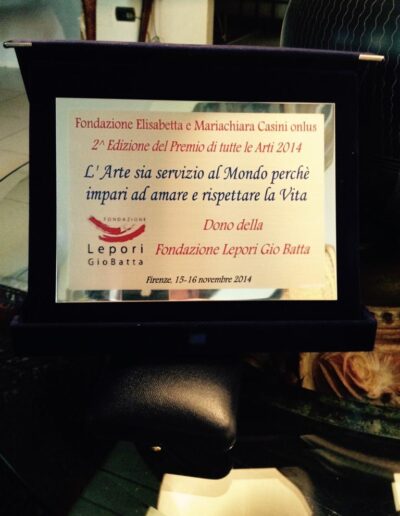 Fondazione Elisabetta e Mariachiara Casini onlus
2^ Edizione del Premio di tutte le Arti 2014
L' Arte sia servizio al Mondo perchè
impari ad amare e rispettare la Vita
FONDAZIONE
Lepori
GioBatta
Dono della
Fondazione Lepori Gio Batta
Firenze, 15-16 novembre 2014